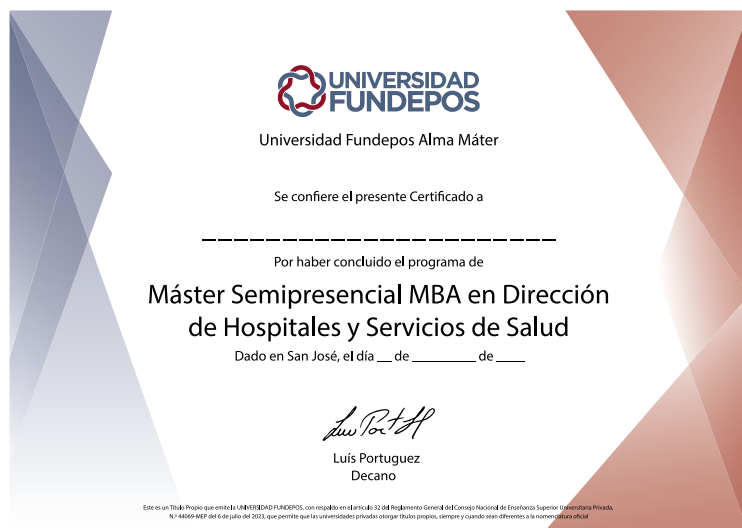 UNIVERSIDAD
FUNDEPOS
Universidad Fundepos Alma Máter
Se confiere el presente Certificado a
Por haber concluido el programa de
Máster Semipresencial MBA en Dirección
de Hospitales y Servicios de Salud
Dado en San José, el día __ de ________ de ____
Luís Portuguez
Decano
Este es un Título Propio que emite la UNIVERSIDAD FUNDEPOS, con respaldo en el artículo 32 del Reglamento General del Consejo Nacional de Enseñanza Superior Universitaria Privada,
N.º 44069-MEP del 6 de julio del 2023, que permite que las universidades privadas otorgar títulos propios, siempre y cuando sean diferentes a la nomenclatura oficial